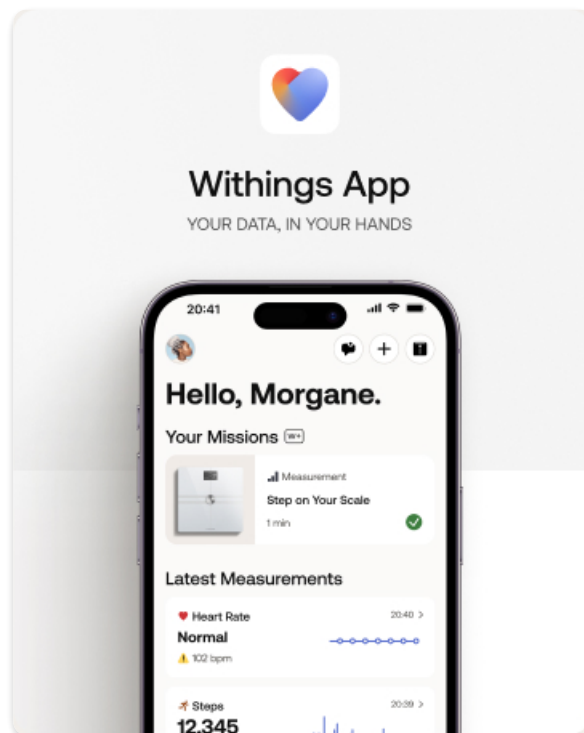 Withings App
YOUR DATA, IN YOUR HANDS
20:41
Hello, Morgane.
Your Missions W+
Measurement
Step on Your Scale
1 min
Latest Measurements
Heart Rate 20:40
Normal
102 bpm
Steps 20:39
12,345